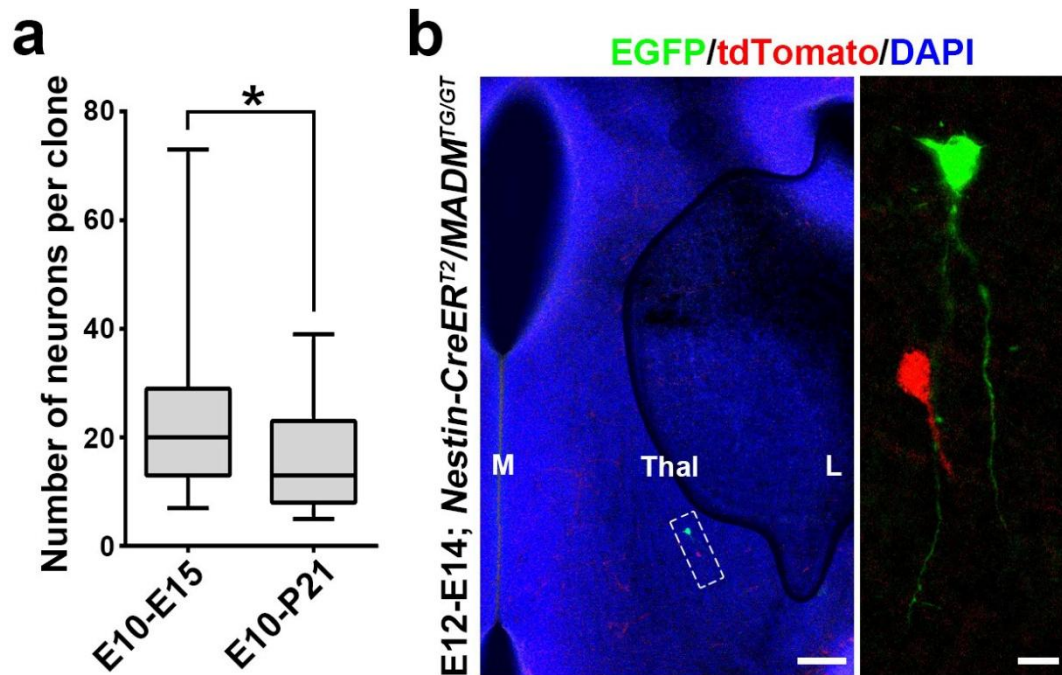 a
Number of neurons per clone
80
60
40
20
0
*
E10-E15
E10-P21
b
EGFP/tdTomato/DAPI
E12-E14; Nestin-CreERT2/MADMTG/GT
M
Thal
L